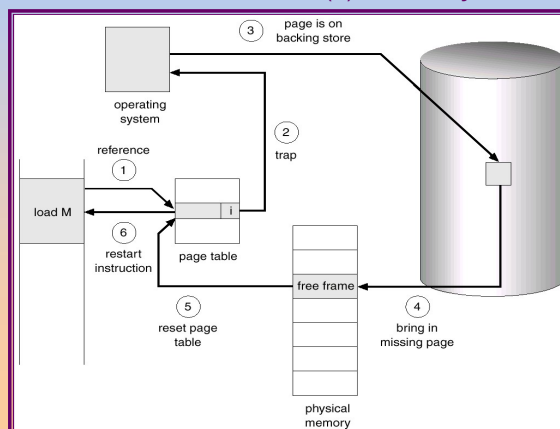 3
page is on
backing store
operating
system
2
trap
reference
1
load M
i
6
restart
instruction
page table
free frame
5
reset page
table
4
bring in
missing page
physical
memory